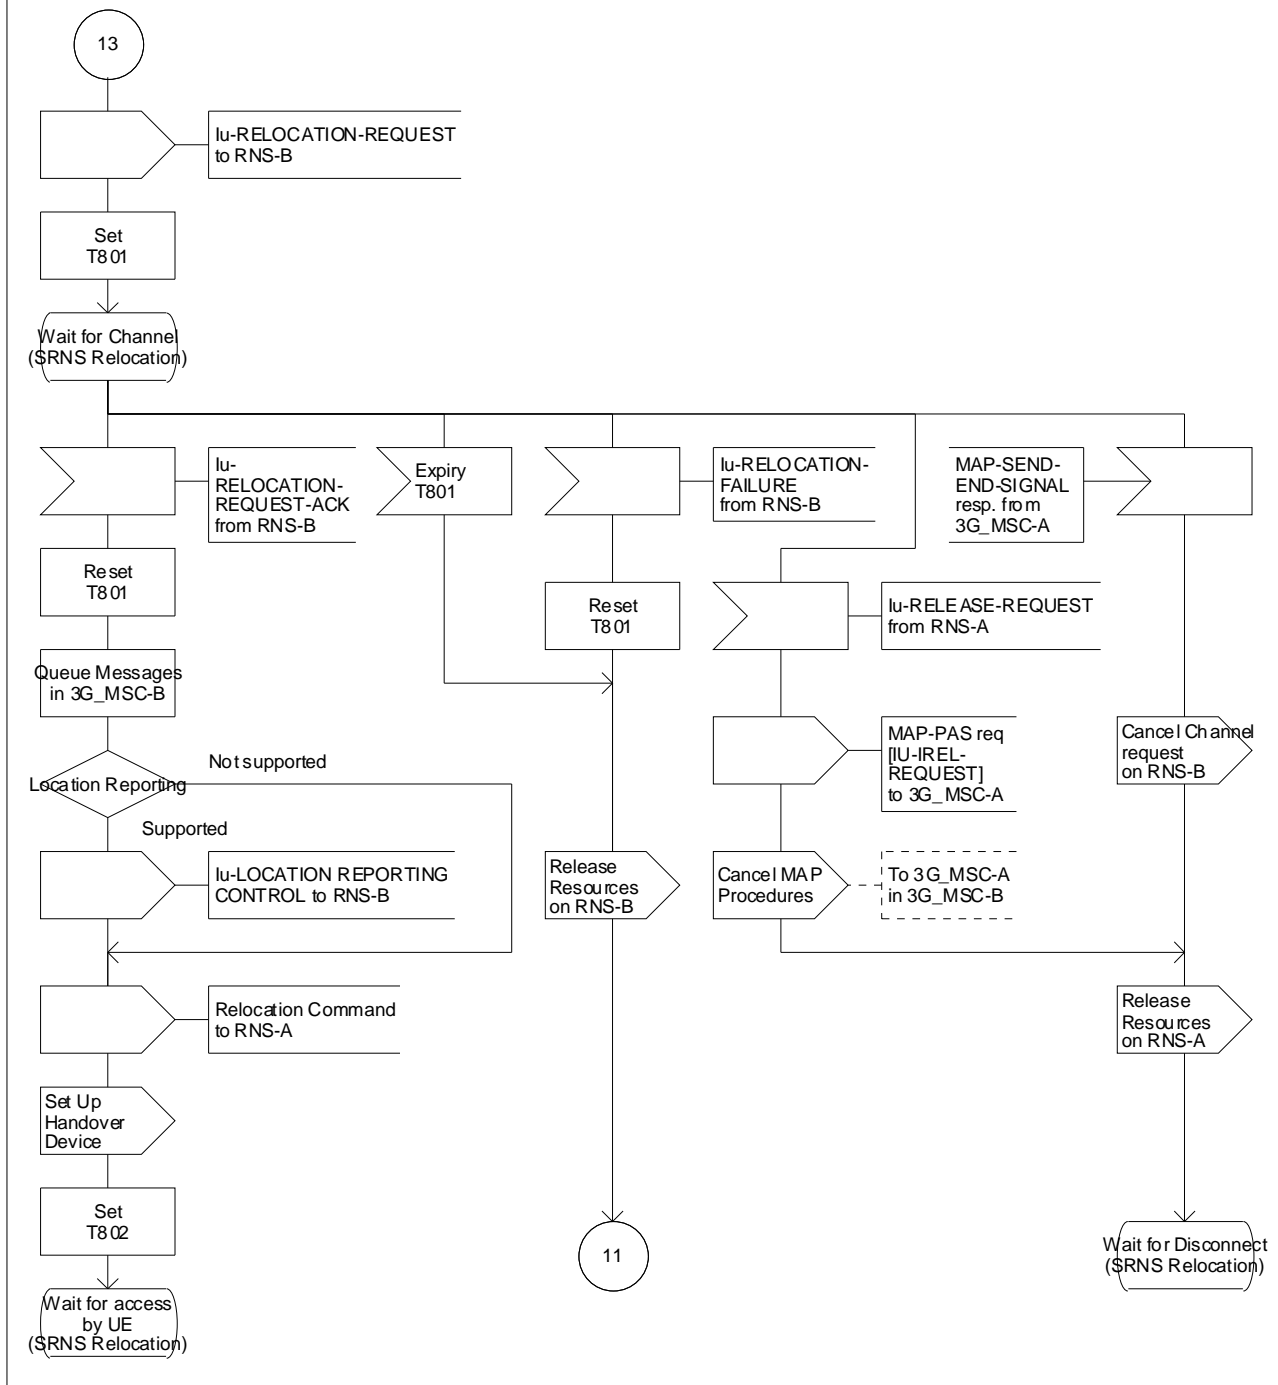 13
Iu-RELOCATION-REQUEST
to RNS-B
Set
T801
Wait for Channel
(SRNS Relocation)
Iu-
RELOCATION-
REQUEST-ACK
from RNS-B
Expiry
T801
Iu-RELOCATION-
FAILURE
from RNS-B
MAP-SEND-
END-SIGNAL
resp. from
3G_MSC-A
Reset
T801
Reset
T801
Iu-RELEASE-REQUEST
from RNS-A
Queue Messages
in 3G_MSC-B
MAP-PAS req
[IU-IREL-
REQUEST]
to 3G_MSC-A
Cancel Channel
request
on RNS-B
Location Reporting
Not supported
Supported
Iu-LOCATION REPORTING
CONTROL to RNS-B
Release
Resources
on RNS-B
Cancel MAP
Procedures
To 3G_MSC-A
in 3G_MSC-B
Relocation Command
to RNS-A
Release
Resources
on RNS-A
Set Up
Handover
Device
Set
T802
11
Wait for Disconnect
(SRNS Relocation)
Wait for access
by UE
(SRNS Relocation)